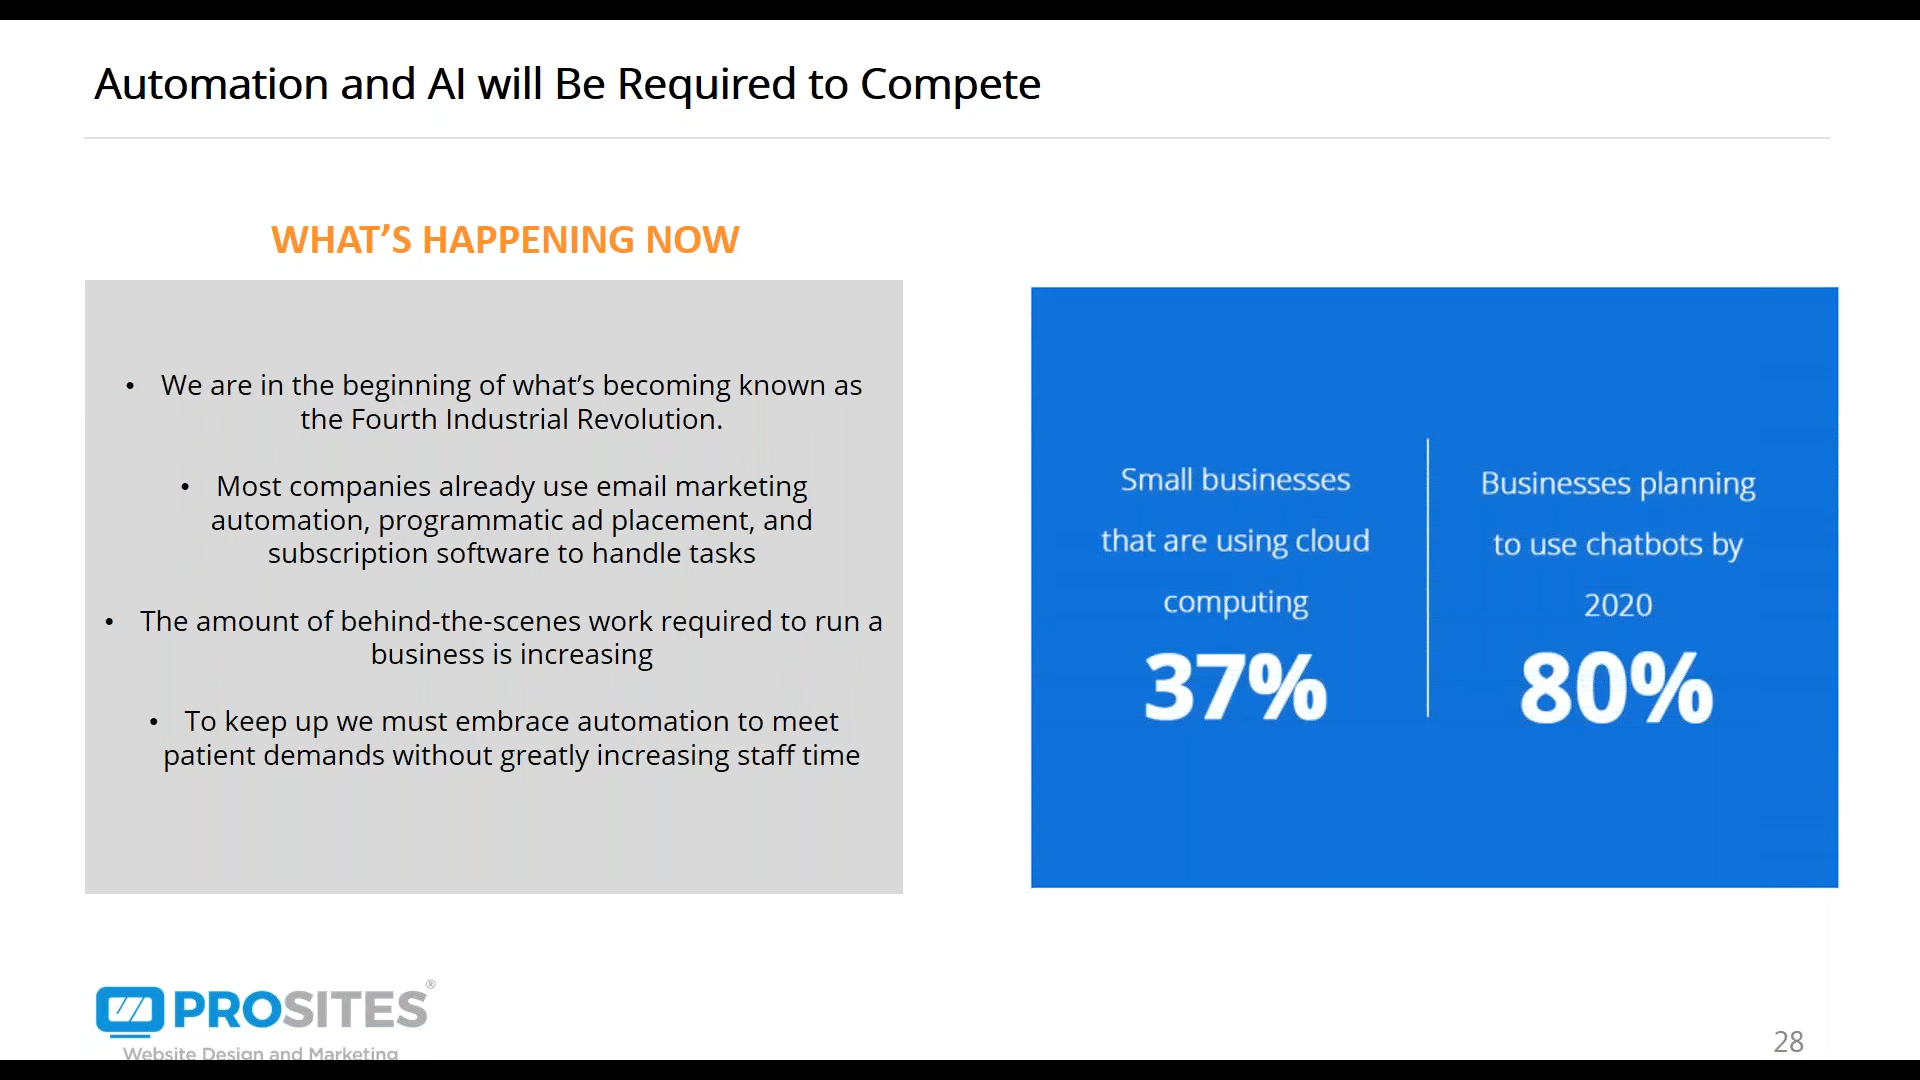 Automation and AI will Be Required to Compete
WHAT’S HAPPENING NOW
• We are in the beginning of what’s becoming known as
the Fourth Industrial Revolution.
• Most companies already use email marketing
automation, programmatic ad placement, and
subscription software to handle tasks
• The amount of behind-the-scenes work required to run a
business is increasing
• To keep up we must embrace automation to meet
patient demands without greatly increasing staff time
Small businesses
that are using cloud
computing
37%
Businesses planning
to use chatbots by
2020
80%
PROSITES®
Website Design and Marketing
28